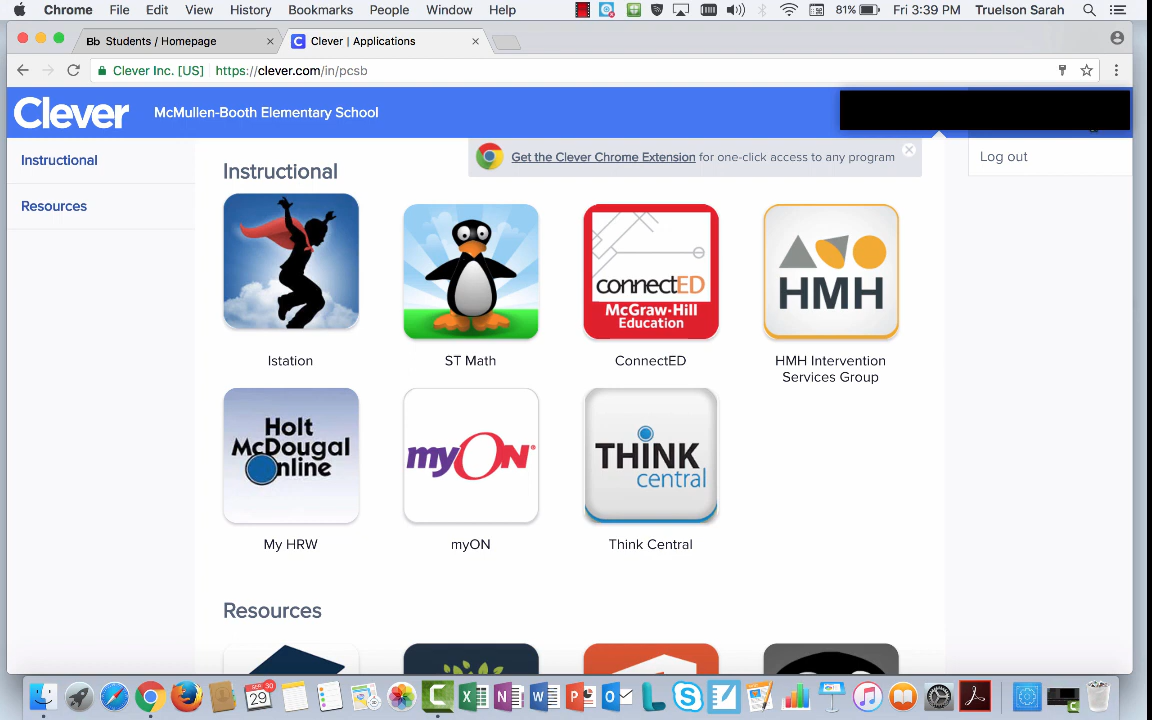 Chrome File Edit View History Bookmarks People Window Help 81% Fri 3:39 PM Truelson Sarah
Bb Students / Homepage C Clever | Applications
Clever Inc. [US] https://clever.com/in/pcsb
Clever McMullen-Booth Elementary School
Instructional
Resources
Get the Clever Chrome Extension for one-click access to any program
Log out
Instructional
connectED
McGraw-Hill
Education
HMH
Istation
ST Math
ConnectED
HMH Intervention
Services Group
Holt
McDougal
Online
myON
THINK
central
My HRW
myON
Think Central
Resources
29